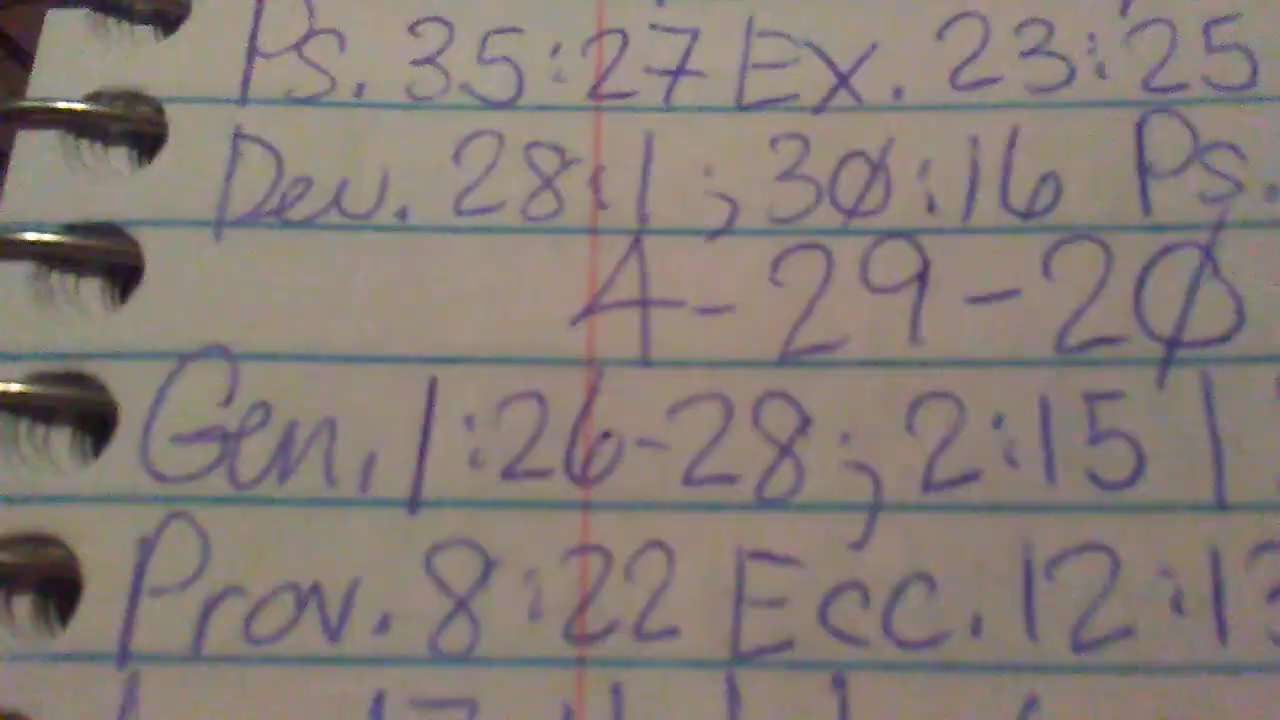 Ps. 35:27 Ex. 23:25
Deu. 28:1; 30:16 Ps.
4-29-20
Gen. 1:26-28; 2:15
Prov. 8:22 Ecc. 12:13